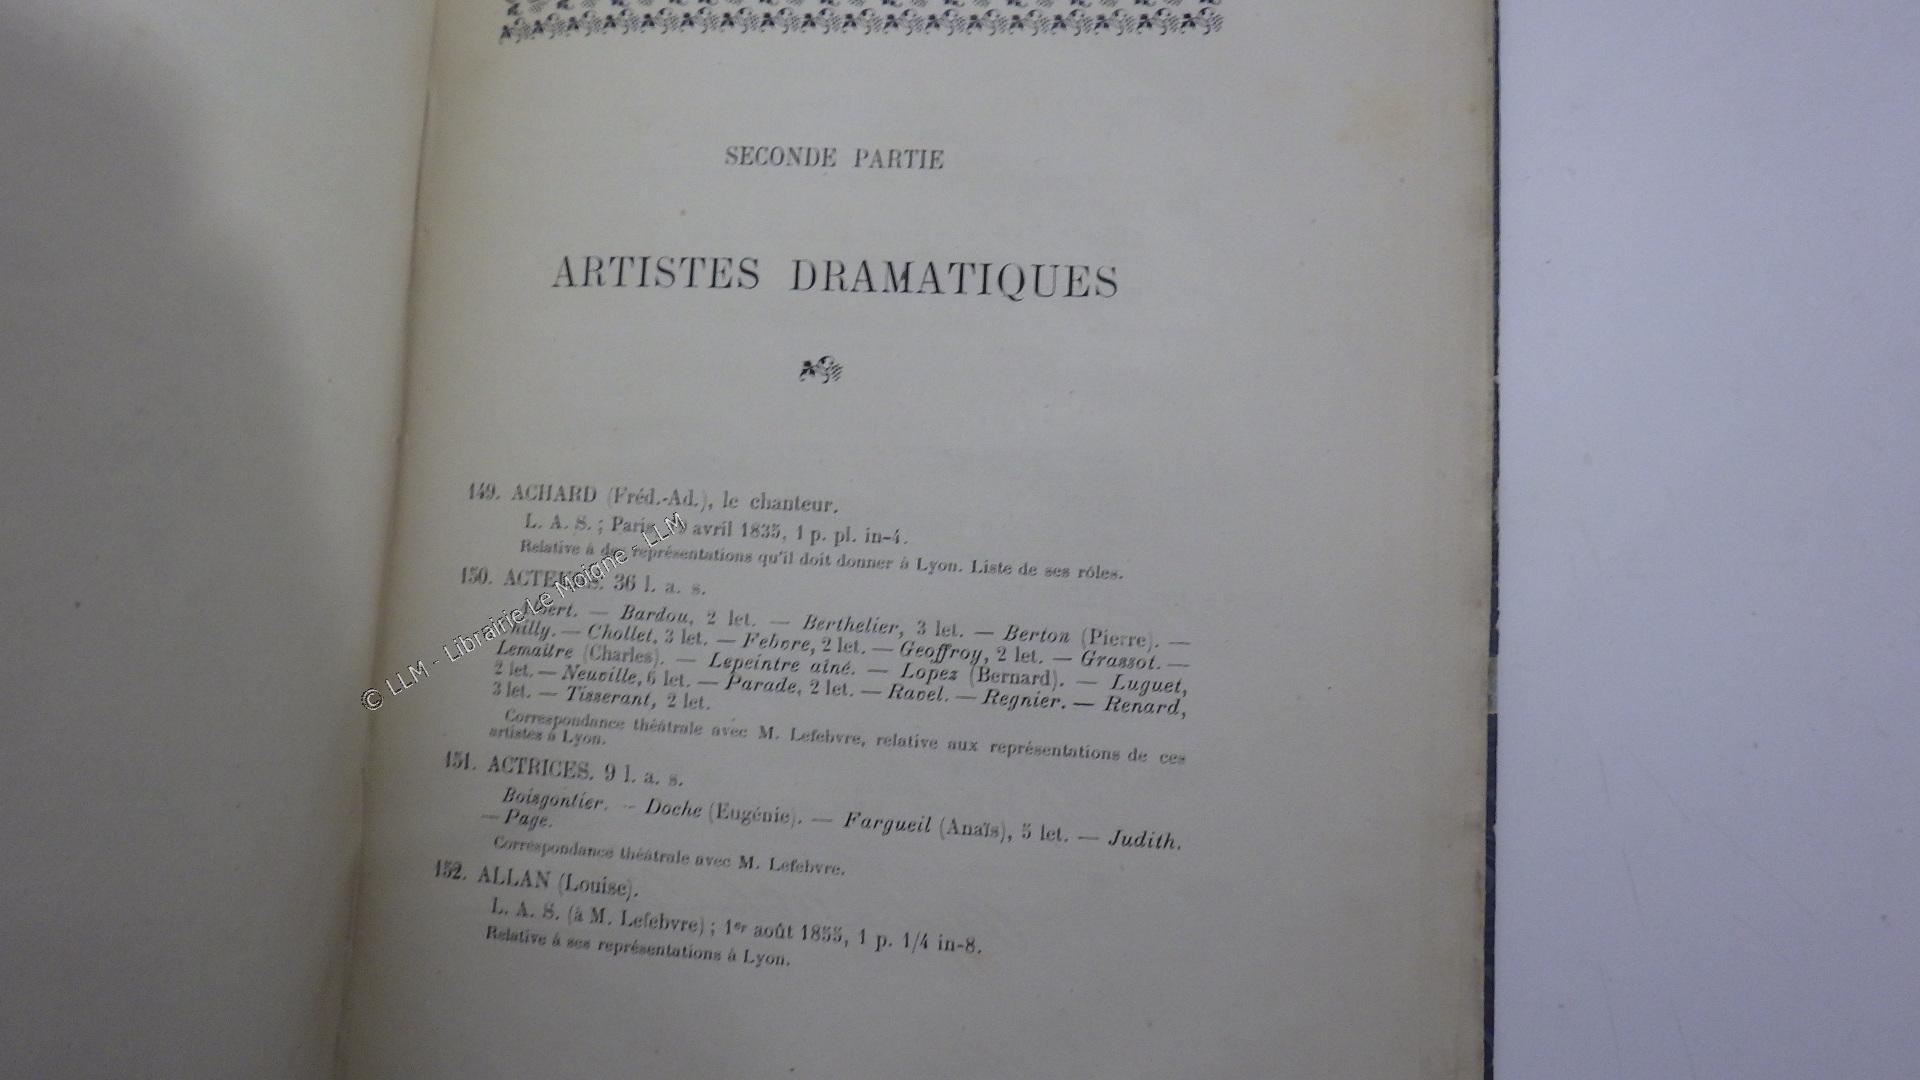 SECONDE PARTIE
ARTISTES DRAMATIQUES
149. ACHARD (Fréd.-Ad.), le chanteur.
L. A. S. ; Paris, avril 1835, 1 p. pl. in-4.
Relative à des représentations qu'il doit donner à Lyon. Liste de ses rôles.
150. ACTEURS. 36 l. a. s.
— Bardou, 2 let. — Berthelier, 3 let. — Berton (Pierre). —
— Chollet, 3 let. — Febvre, 2 let. — Geoffroy, 2 let. — Grassot. —
Lemaître (Charles). — Lepeintre aîné. — Lopez (Bernard). — Luguet,
2 let. — Neuville, 6 let. — Parade, 2 let. — Ravel. — Regnier. — Renard,
3 let. — Tisserant, 2 let.
Correspondance théâtrale avec M. Lefebvre, relative aux représentations de ces
artistes à Lyon.
151. ACTRICES. 9 l. a. s.
Boisgontier. — Doche (Eugénie). — Fargueil (Anaïs), 5 let. — Judith.
— Page.
Correspondance théâtrale avec M. Lefebvre.
152. ALLAN (Louise).
L. A. S. (à M. Lefebvre) ; 1er août 1855, 1 p. 1/4 in-8.
Relative à ses représentations à Lyon.
© LLM - Librairie Le Moigne - LLM